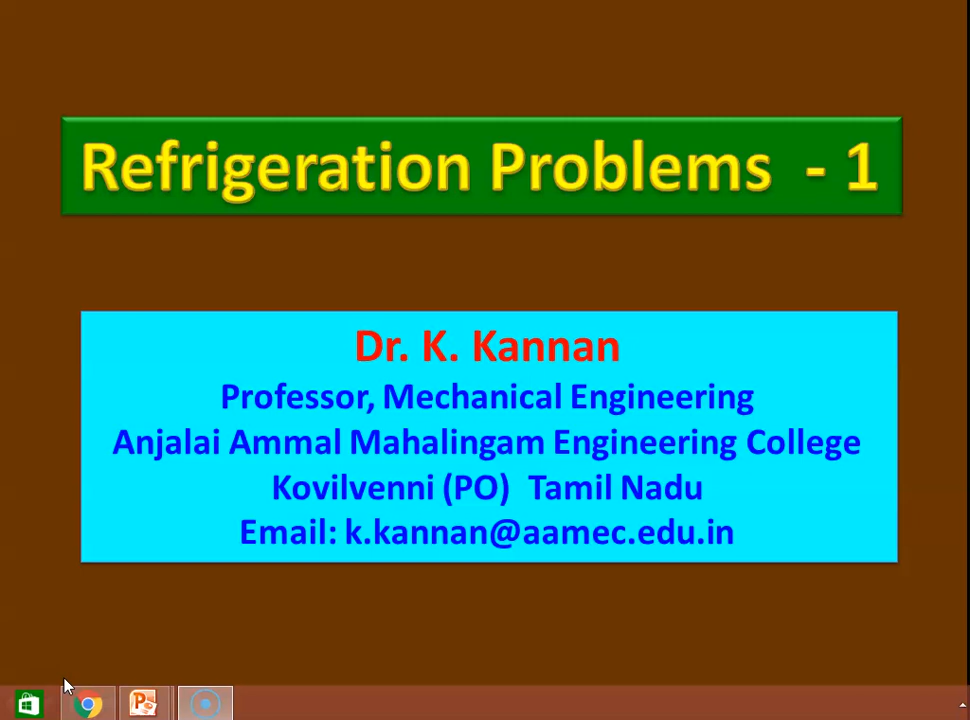 Refrigeration Problems - 1
Dr. K. Kannan
Professor, Mechanical Engineering
Anjalai Ammal Mahalingam Engineering College
Kovilvenni (PO) Tamil Nadu
Email: k.kannan@aamec.edu.in